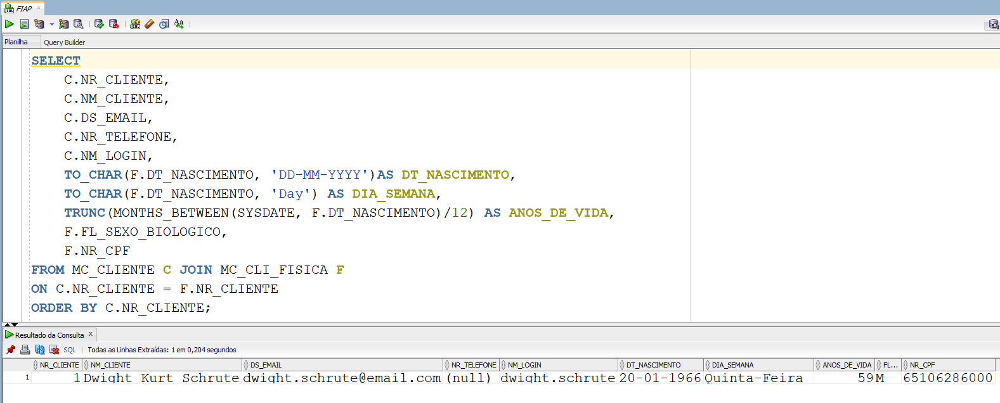 FIAP
Planilha Query Builder
SELECT
C.NR_CLIENTE,
C.NM_CLIENTE,
C.DS_EMAIL,
C.NR_TELEFONE,
C.NM_LOGIN,
TO_CHAR(F.DT_NASCIMENTO, 'DD-MM-YYYY')AS DT_NASCIMENTO,
TO_CHAR(F.DT_NASCIMENTO, 'Day') AS DIA_SEMANA,
TRUNC(MONTHS_BETWEEN(SYSDATE, F.DT_NASCIMENTO)/12) AS ANOS_DE_VIDA,
F.FL_SEXO_BIOLOGICO,
F.NR_CPF
FROM MC_CLIENTE C JOIN MC_CLI_FISICA F
ON C.NR_CLIENTE = F.NR_CLIENTE
ORDER BY C.NR_CLIENTE;
Resultado da Consulta x
SQL | Todas as Linhas Extraídas: 1 em 0,204 segundos
NR_CLIENTE NM_CLIENTE DS_EMAIL NR_TELEFONE NM_LOGIN DT_NASCIMENTO DIA_SEMANA ANOS_DE_VIDA FL... NR_CPF
1 1 Dwight Kurt Schrute dwight.schrute@email.com (null) dwight.schrute 20-01-1966 Quinta-Feira 59 M 65106286000